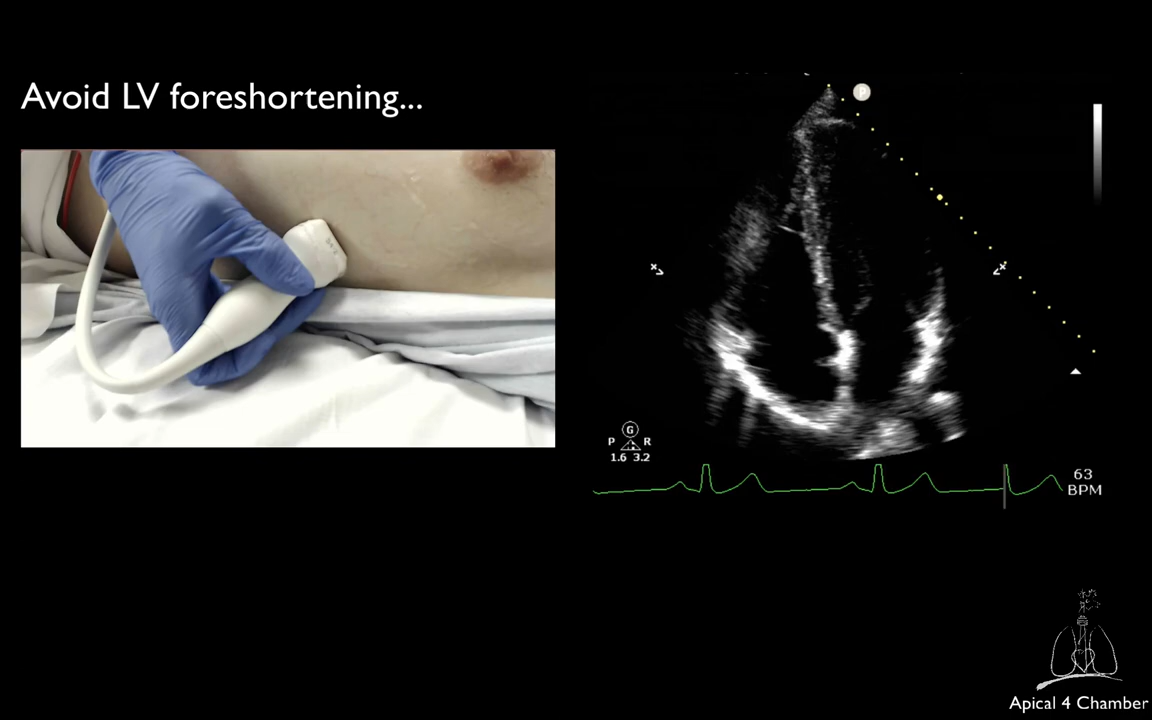 Avoid LV foreshortening...
P
G
P R
1.6 3.2
63
BPM
Apical 4 Chamber